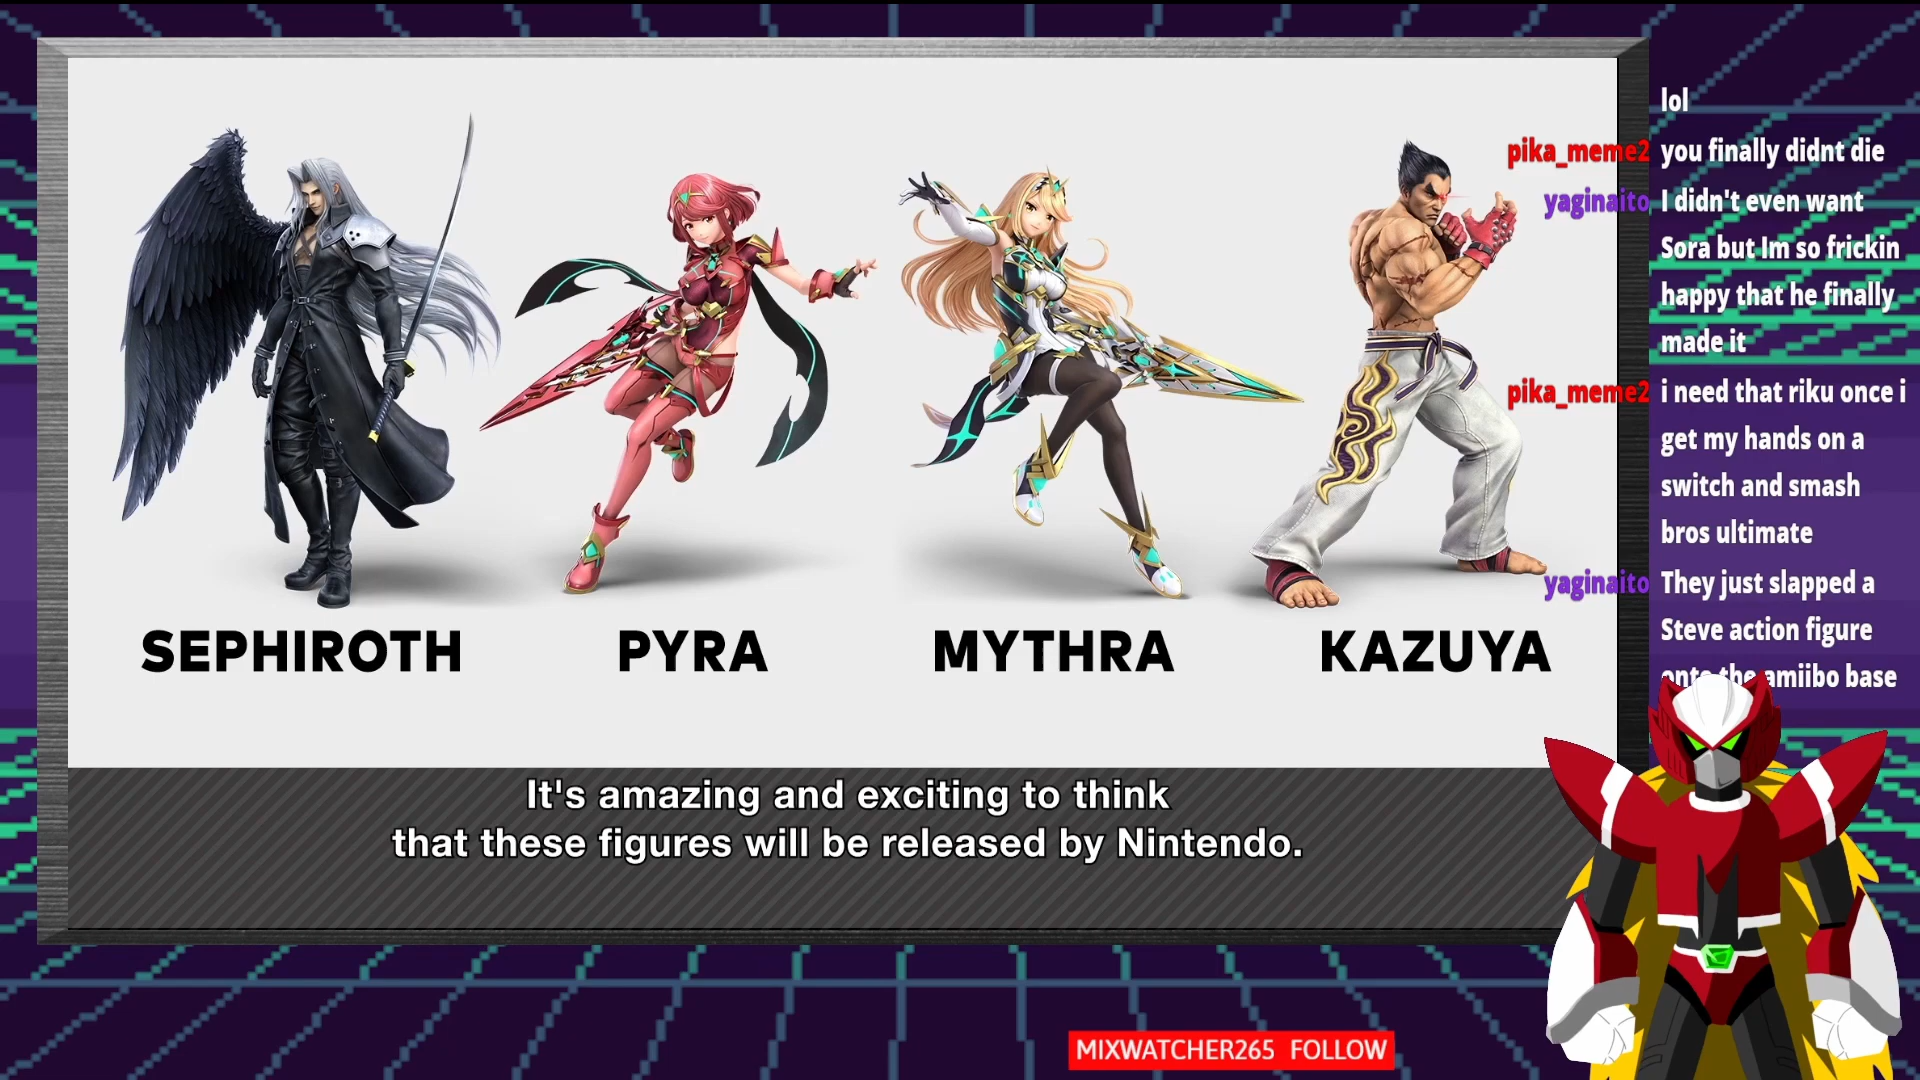 SEPHIROTH
PYRA
MYTHRA
KAZUYA
It's amazing and exciting to think
that these figures will be released by Nintendo.
lol
pika_meme2 you finally didnt die
yaginaito I didn't even want
Sora but Im so frickin
happy that he finally
made it
pika_meme2 i need that riku once i
get my hands on a
switch and smash
bros ultimate
yaginaito They just slapped a
Steve action figure
onto the amiibo base
MIXWATCHER265 FOLLOW